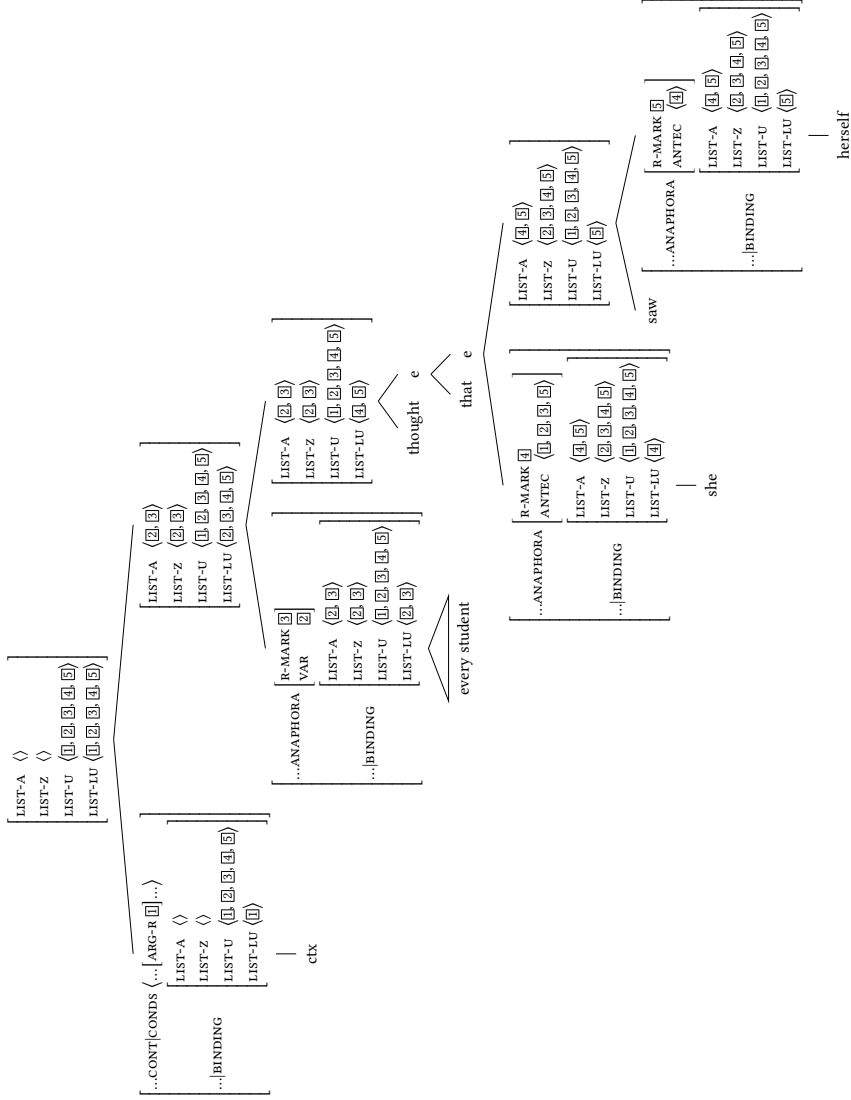 LIST-A ⟨⟩
LIST-Z ⟨⟩
LIST-U ⟨1, 2, 3, 4, 5⟩
LIST-LU ⟨1, 2, 3, 4, 5⟩
...CONT|CONDS ⟨...[ARG-R 1]...⟩
...|BINDING
LIST-A ⟨⟩
LIST-Z ⟨⟩
LIST-U ⟨1, 2, 3, 4, 5⟩
LIST-LU ⟨1⟩
ctx
LIST-A ⟨2, 3⟩
LIST-Z ⟨2, 3⟩
LIST-U ⟨1, 2, 3, 4, 5⟩
LIST-LU ⟨2, 3, 4, 5⟩
...ANAPHORA
R-MARK 3
VAR 2
...|BINDING
LIST-A ⟨2, 3⟩
LIST-Z ⟨2, 3⟩
LIST-U ⟨1, 2, 3, 4, 5⟩
LIST-LU ⟨2, 3⟩
every student
LIST-A ⟨2, 3⟩
LIST-Z ⟨2, 3⟩
LIST-U ⟨1, 2, 3, 4, 5⟩
LIST-LU ⟨4, 5⟩
thought e
that e
...ANAPHORA
R-MARK 4
ANTEC ⟨1, 2, 3, 5⟩
...|BINDING
LIST-A ⟨4, 5⟩
LIST-Z ⟨2, 3, 4, 5⟩
LIST-U ⟨1, 2, 3, 4, 5⟩
LIST-LU ⟨4⟩
she
LIST-A ⟨4, 5⟩
LIST-Z ⟨2, 3, 4, 5⟩
LIST-U ⟨1, 2, 3, 4, 5⟩
LIST-LU ⟨5⟩
saw
...ANAPHORA
R-MARK 5
ANTEC ⟨4⟩
...|BINDING
LIST-A ⟨4, 5⟩
LIST-Z ⟨2, 3, 4, 5⟩
LIST-U ⟨1, 2, 3, 4, 5⟩
LIST-LU ⟨5⟩
herself